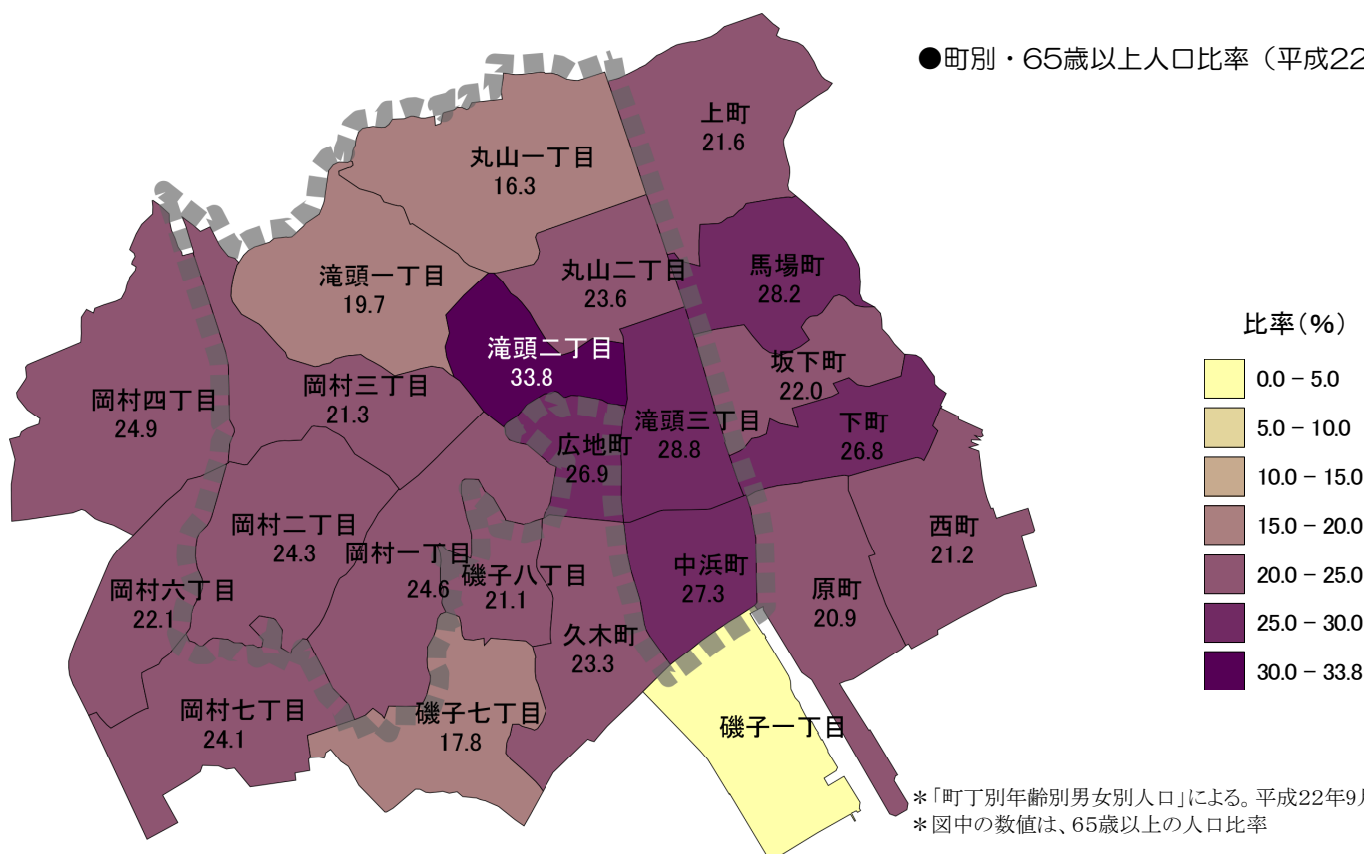 ●町別・65歳以上人口比率（平成22
上町
21.6
丸山一丁目
16.3
馬場町
28.2
丸山二丁目
23.6
滝頭一丁目
19.7
滝頭二丁目
33.8
坂下町
22.0
岡村三丁目
21.3
岡村四丁目
24.9
滝頭三丁目
28.8
下町
26.8
広地町
26.9
岡村二丁目
24.3
西町
21.2
岡村一丁目
24.6
磯子八丁目
21.1
中浜町
27.3
原町
20.9
岡村六丁目
22.1
久木町
23.3
岡村七丁目
24.1
磯子七丁目
17.8
磯子一丁目
比率(%)
0.0 – 5.0
5.0 – 10.0
10.0 – 15.0
15.0 – 20.0
20.0 – 25.0
25.0 – 30.0
30.0 – 33.8
＊「町丁別年齢別男女別人口」による。平成22年9月
＊図中の数値は、65歳以上の人口比率